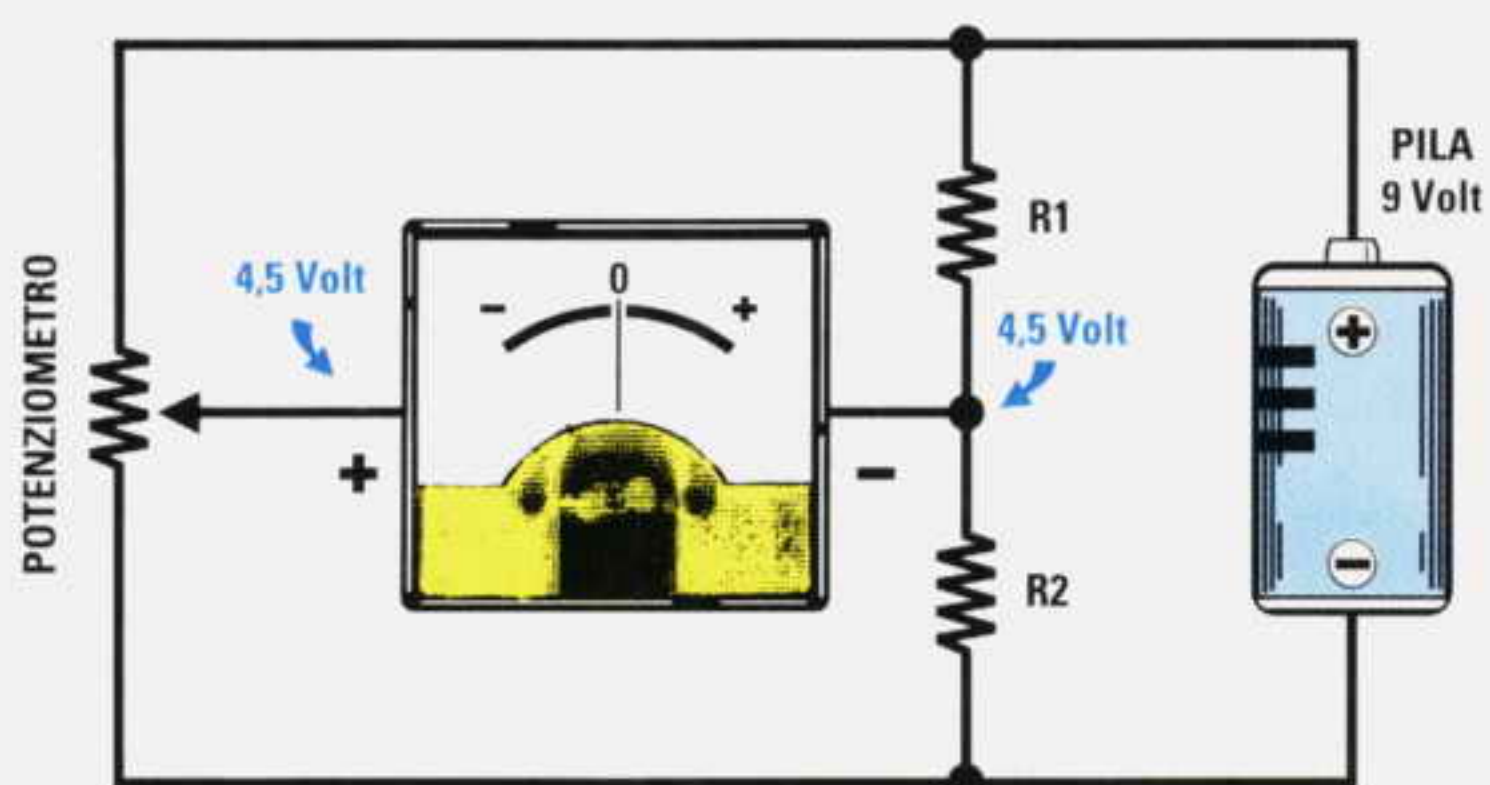 PILA
9 Volt
R1
4,5 Volt
0
- +
4,5 Volt
+
POTENZIOMETRO
+ -
R2
-